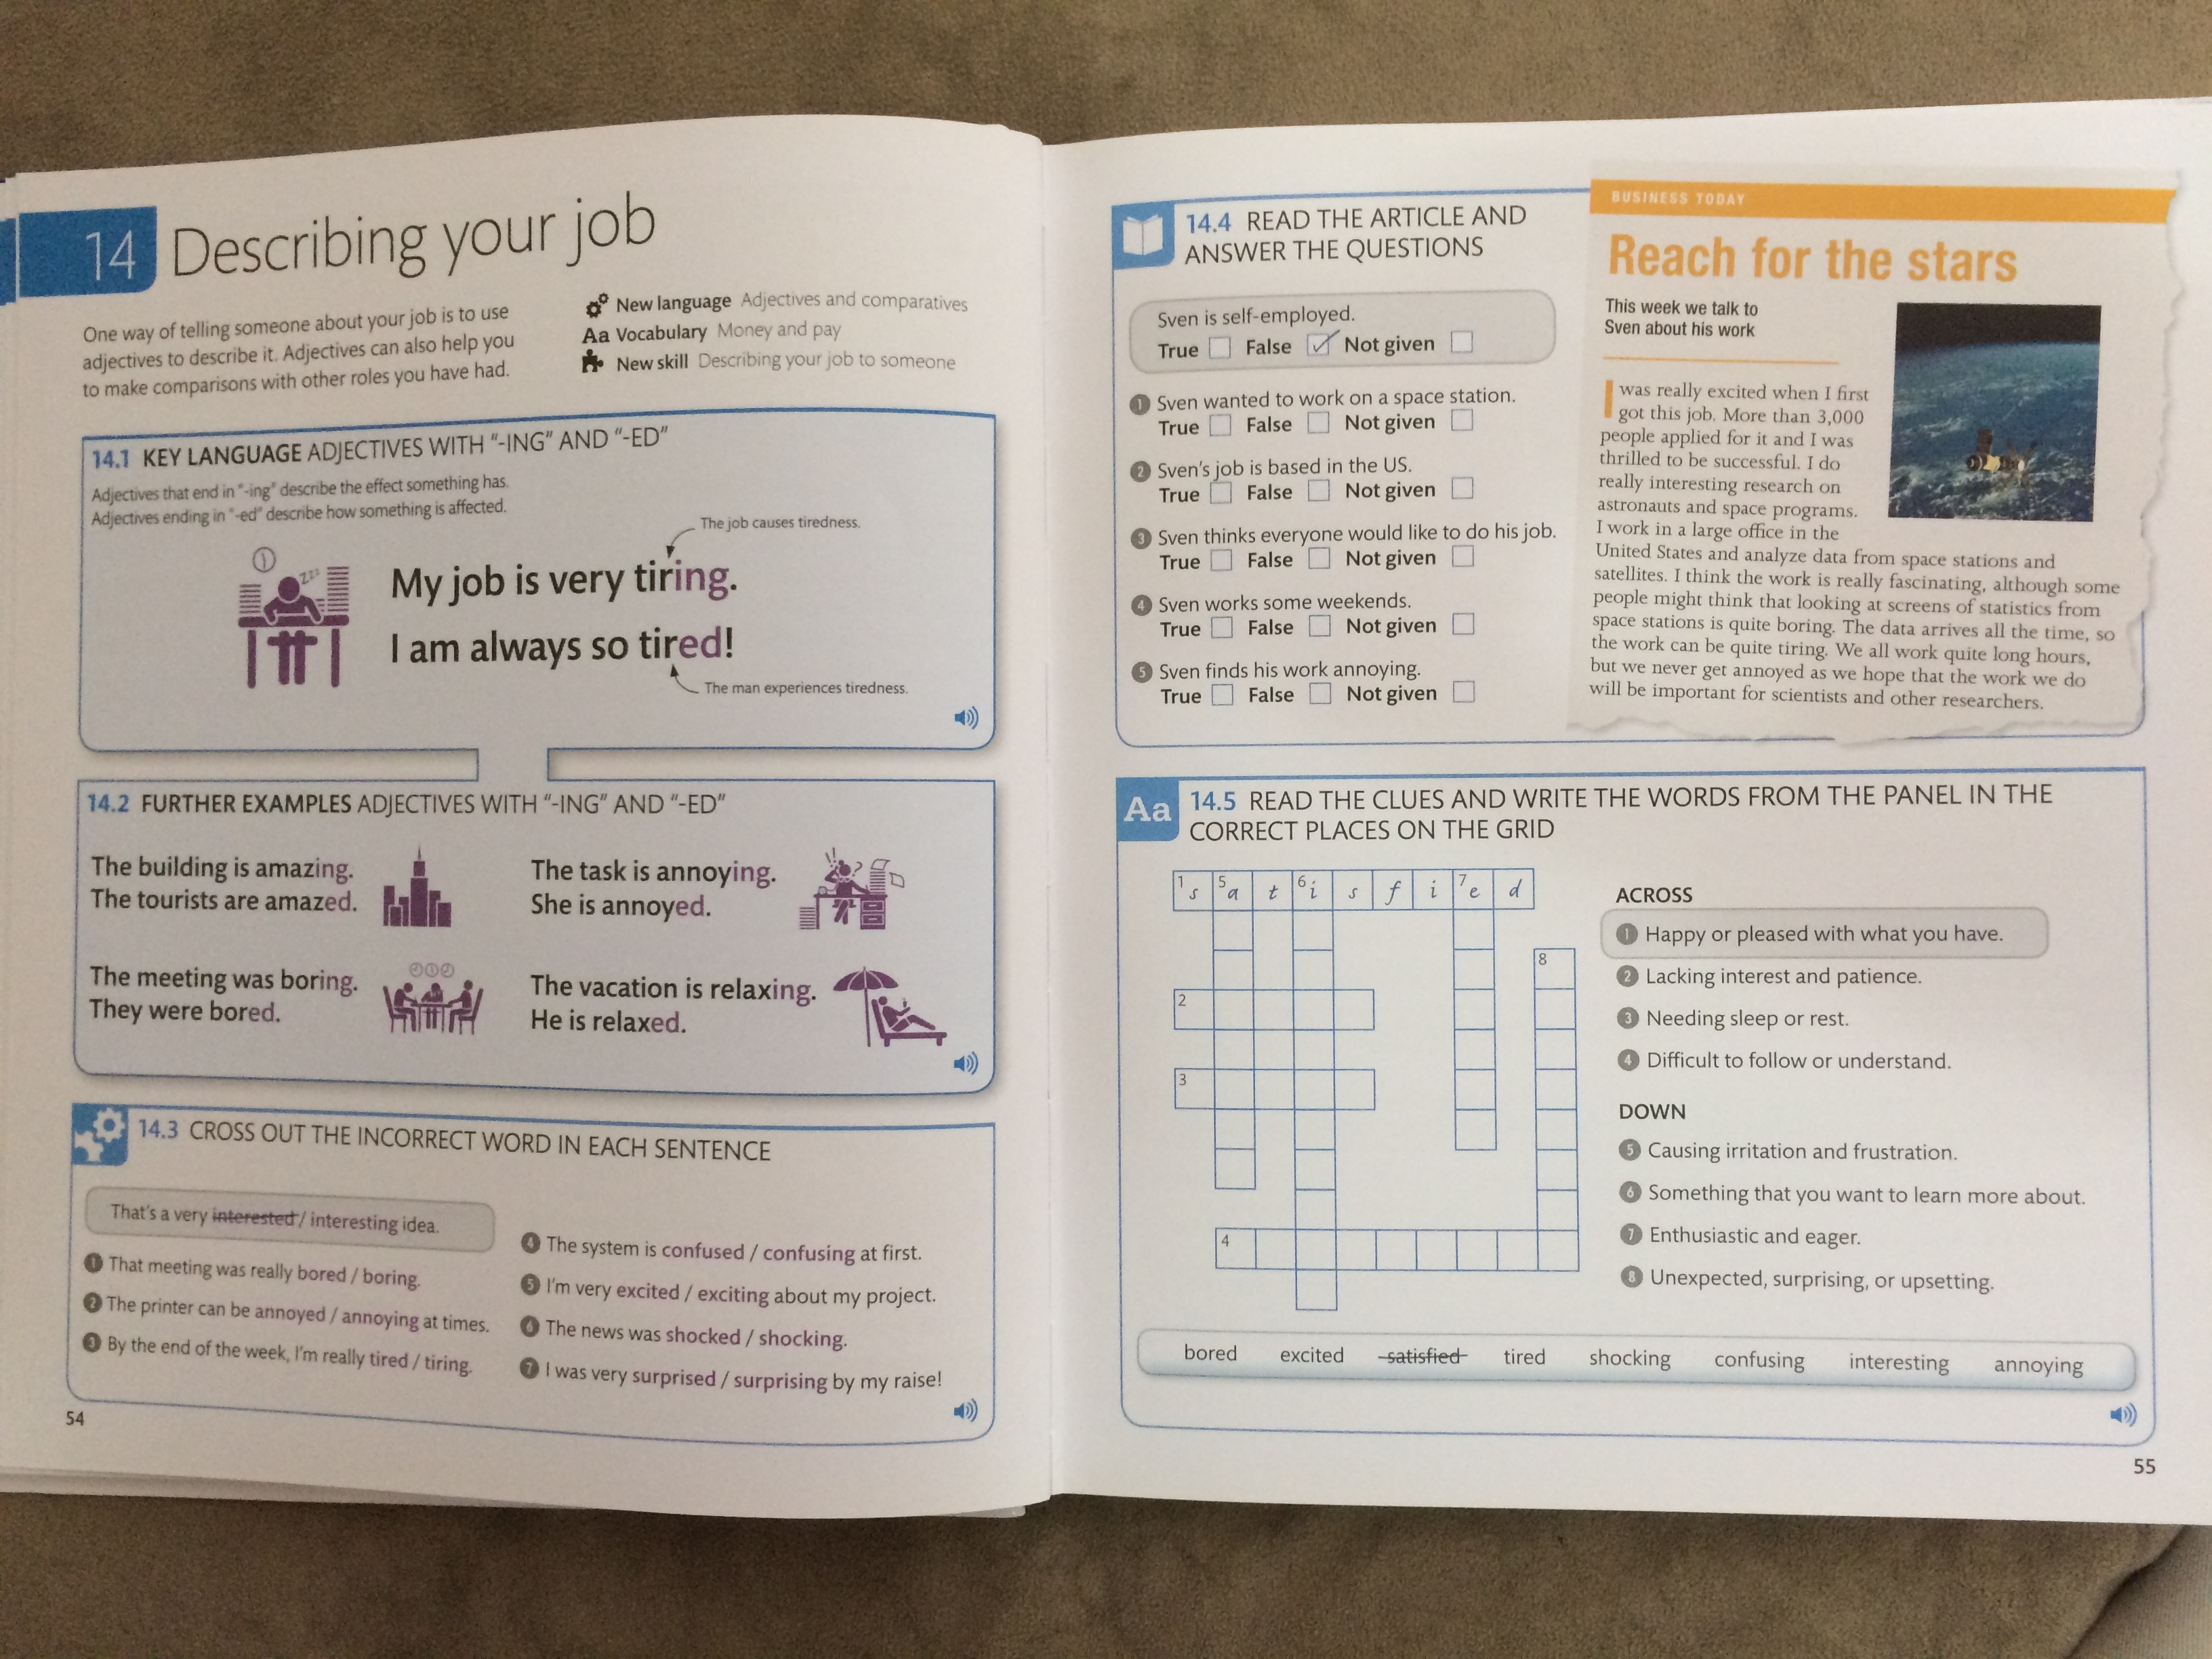 14 Describing your job
One way of telling someone about your job is to use
adjectives to describe it. Adjectives can also help you
to make comparisons with other roles you have had.
New language Adjectives and comparatives
Aa Vocabulary Money and pay
New skill Describing your job to someone
14.1 KEY LANGUAGE ADJECTIVES WITH "-ING" AND "-ED"
Adjectives that end in "-ing" describe the effect something has.
Adjectives ending in "-ed" describe how something is affected.
zzz
My job is very tiring.
I am always so tired!
The job causes tiredness.
The man experiences tiredness.
14.2 FURTHER EXAMPLES ADJECTIVES WITH "-ING" AND "-ED"
The building is amazing.
The tourists are amazed.
The task is annoying.
She is annoyed.
The meeting was boring.
They were bored.
The vacation is relaxing.
He is relaxed.
14.3 CROSS OUT THE INCORRECT WORD IN EACH SENTENCE
That's a very interested / interesting idea.
1 That meeting was really bored / boring.
2 The printer can be annoyed / annoying at times.
3 By the end of the week, I'm really tired / tiring.
4 The system is confused / confusing at first.
5 I'm very excited / exciting about my project.
6 The news was shocked / shocking.
7 I was very surprised / surprising by my raise!
54
14.4 READ THE ARTICLE AND
ANSWER THE QUESTIONS
Sven is self-employed.
True False ✓ Not given
1 Sven wanted to work on a space station.
True False Not given
2 Sven's job is based in the US.
True False Not given
3 Sven thinks everyone would like to do his job.
True False Not given
4 Sven works some weekends.
True False Not given
5 Sven finds his work annoying.
True False Not given
BUSINESS TODAY
Reach for the stars
This week we talk to
Sven about his work
I was really excited when I first
got this job. More than 3,000
people applied for it and I was
thrilled to be successful. I do
really interesting research on
astronauts and space programs.
I work in a large office in the
United States and analyze data from space stations and
satellites. I think the work is really fascinating, although some
people might think that looking at screens of statistics from
space stations is quite boring. The data arrives all the time, so
the work can be quite tiring. We all work quite long hours,
but we never get annoyed as we hope that the work we do
will be important for scientists and other researchers.
Aa 14.5 READ THE CLUES AND WRITE THE WORDS FROM THE PANEL IN THE
CORRECT PLACES ON THE GRID
1 s 5 a t 6 i s f i 7 e d
8
2
3
4
ACROSS
1 Happy or pleased with what you have.
2 Lacking interest and patience.
3 Needing sleep or rest.
4 Difficult to follow or understand.
DOWN
5 Causing irritation and frustration.
6 Something that you want to learn more about.
7 Enthusiastic and eager.
8 Unexpected, surprising, or upsetting.
bored excited satisfied tired shocking confusing interesting annoying
55